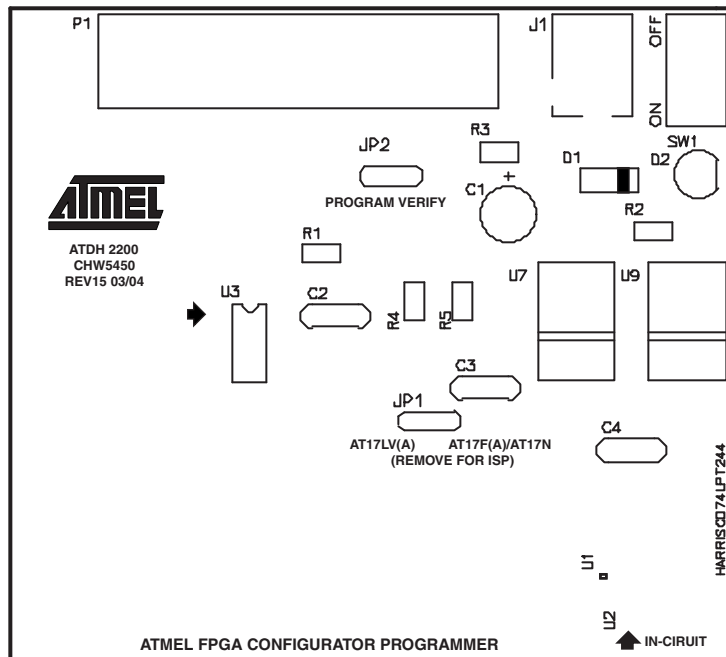 P1
J1
OFF
ON
R3
SW1
JP2
D1
D2
PROGRAM VERIFY
+
C1
ATMEL
R2
ATDH 2200
CHW5450
REV15 03/04
R1
U7
U9
U3
C2
R4
R5
C3
JP1
AT17LV(A) AT17F(A)/AT17N
(REMOVE FOR ISP)
C4
HARRISCD74LPT244
U1
U2
IN-CIRUIT
ATMEL FPGA CONFIGURATOR PROGRAMMER